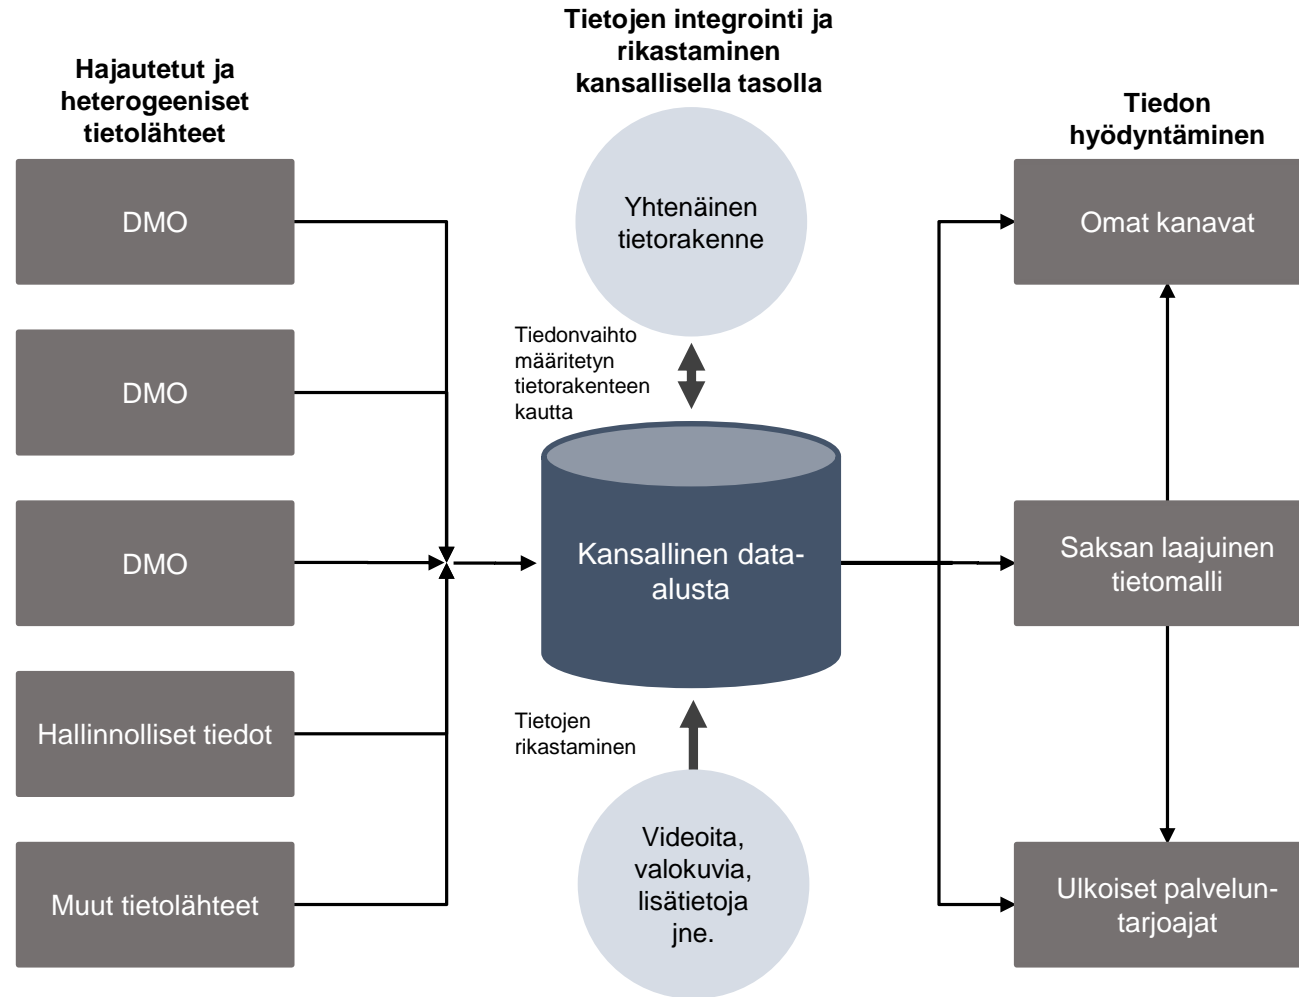 Hajautetut ja
heterogeeniset
tietolähteet
DMO
DMO
DMO
Hallinnolliset tiedot
Muut tietolähteet
Tietojen integrointi ja
rikastaminen
kansallisella tasolla
Yhtenäinen
tietorakenne
Tiedonvaihto
määritetyn
tietorakenteen
kautta
Kansallinen data-
alusta
Tietojen
rikastaminen
Videoita,
valokuvia,
lisätietoja
jne.
Tiedon
hyödyntäminen
Omat kanavat
Saksan laajuinen
tietomalli
Ulkoiset palvelun-
tarjoajat